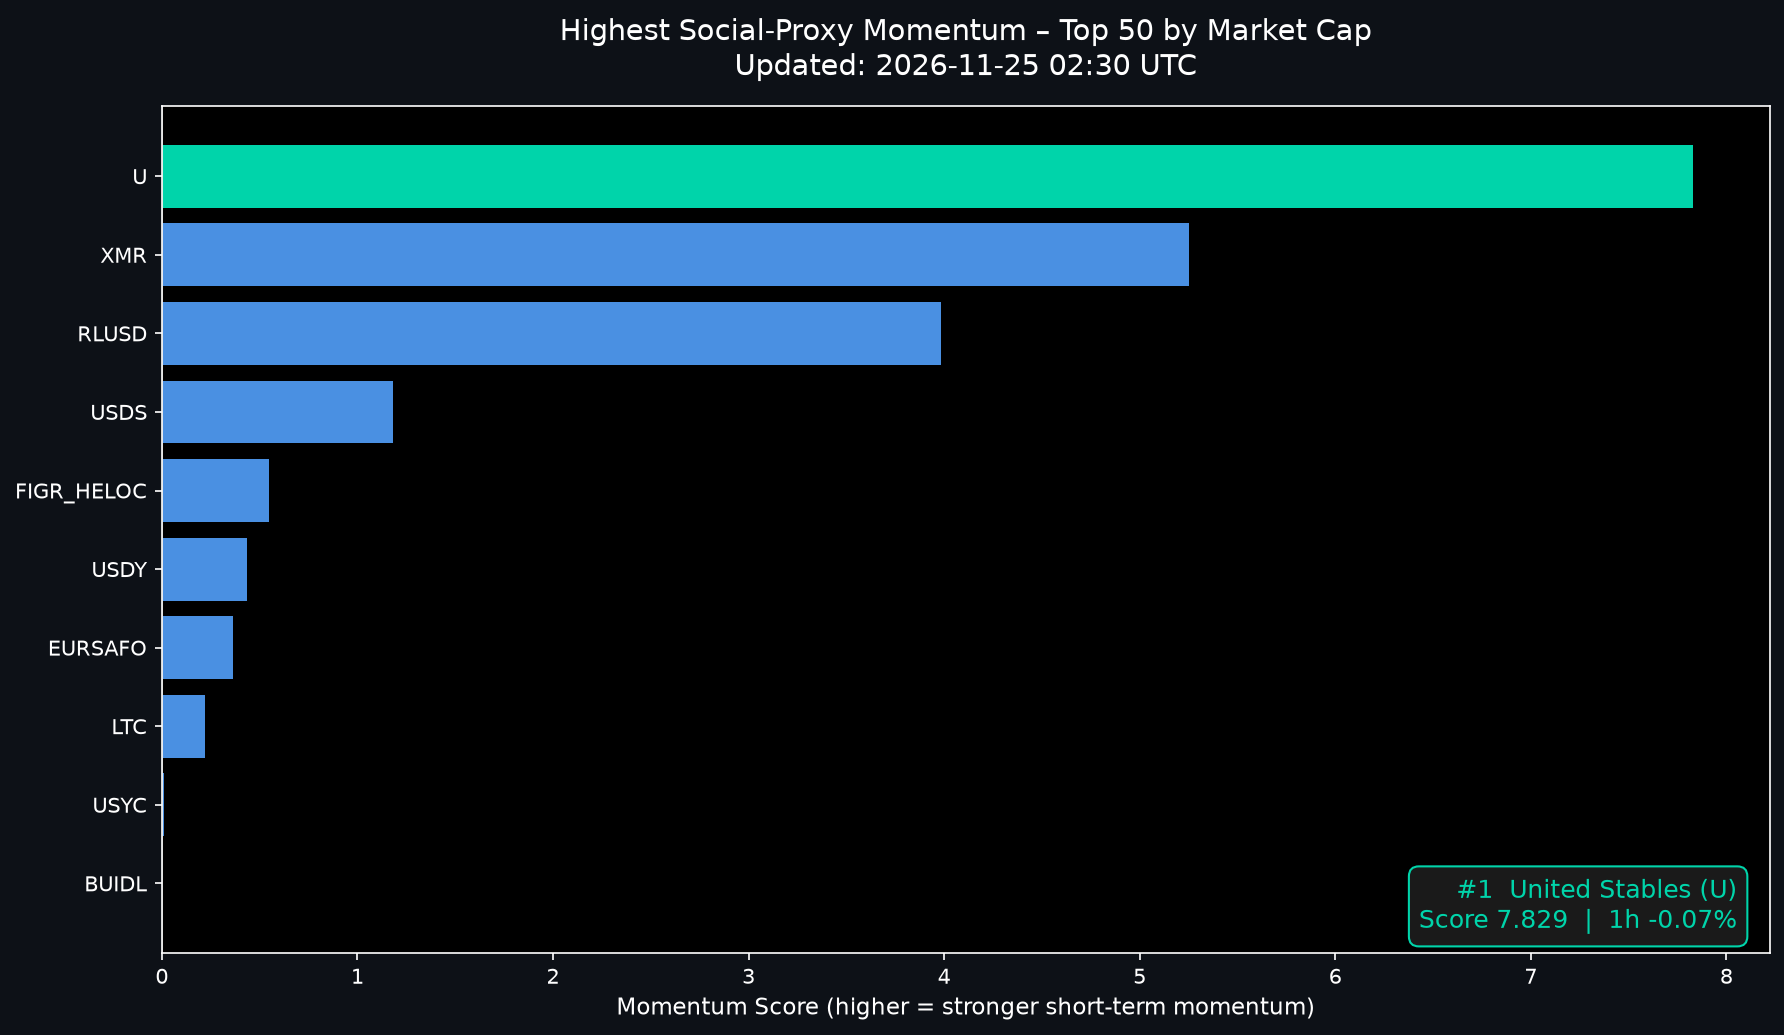 Highest Social-Proxy Momentum – Top 50 by Market Cap
Updated: 2026-11-25 02:30 UTC
U
XMR
RLUSD
USDS
FIGR_HELOC
USDY
EURSAFO
LTC
USYC
BUIDL
#1 United Stables (U)
Score 7.829 | 1h -0.07%
0 1 2 3 4 5 6 7 8
Momentum Score (higher = stronger short-term momentum)